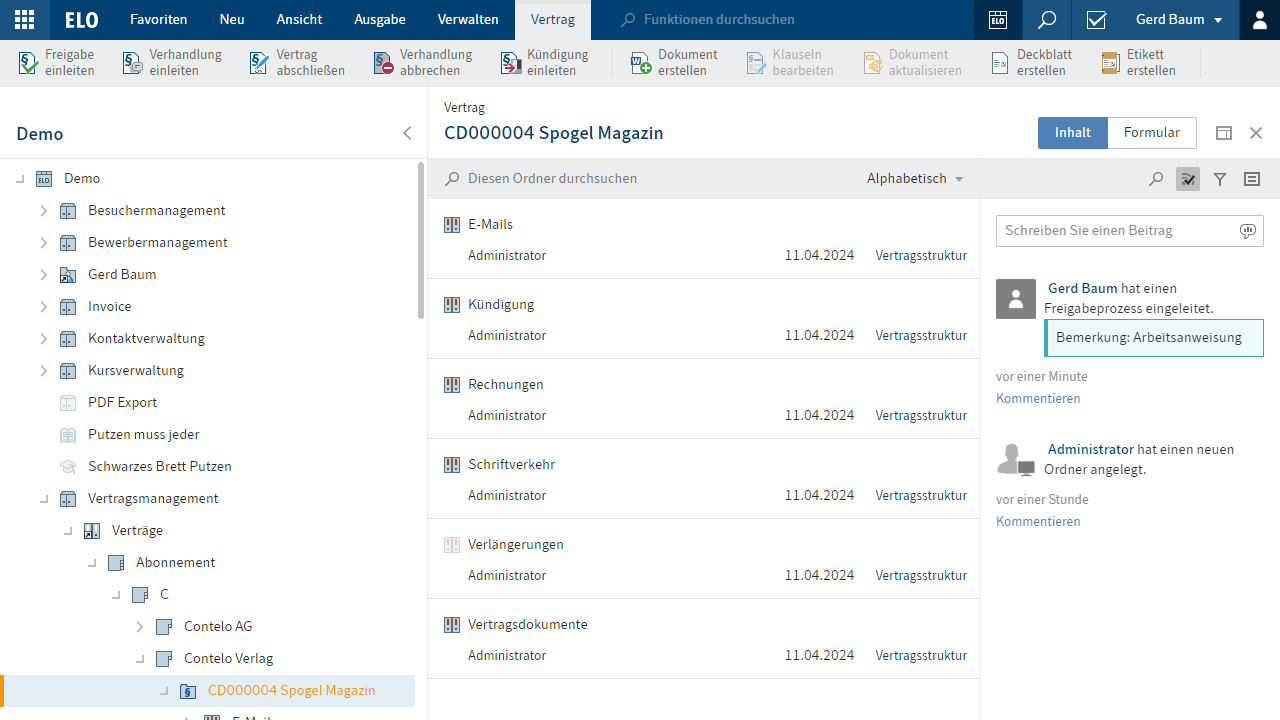 ELO Favoriten Neu Ansicht Ausgabe Verwalten Vertrag Funktionen durchsuchen ELO Gerd Baum
Freigabe einleiten
Verhandlung einleiten
Vertrag abschließen
Verhandlung abbrechen
Kündigung einleiten
Dokument erstellen
Klauseln bearbeiten
Dokument aktualisieren
Deckblatt erstellen
Etikett erstellen
Demo
Demo
Besuchermanagement
Bewerbermanagement
Gerd Baum
Invoice
Kontaktverwaltung
Kursverwaltung
PDF Export
Putzen muss jeder
Schwarzes Brett Putzen
Vertragsmanagement
Verträge
Abonnement
C
Contelo AG
Contelo Verlag
CD000004 Spogel Magazin
Vertrag
CD000004 Spogel Magazin
Inhalt Formular
Diesen Ordner durchsuchen Alphabetisch
E-Mails
Administrator 11.04.2024 Vertragsstruktur
Kündigung
Administrator 11.04.2024 Vertragsstruktur
Rechnungen
Administrator 11.04.2024 Vertragsstruktur
Schriftverkehr
Administrator 11.04.2024 Vertragsstruktur
Verlängerungen
Administrator 11.04.2024 Vertragsstruktur
Vertragsdokumente
Administrator 11.04.2024 Vertragsstruktur
Schreiben Sie einen Beitrag
Gerd Baum hat einen
Freigabeprozess eingeleitet.
Bemerkung: Arbeitsanweisung
vor einer Minute
Kommentieren
Administrator hat einen neuen
Ordner angelegt.
vor einer Stunde
Kommentieren